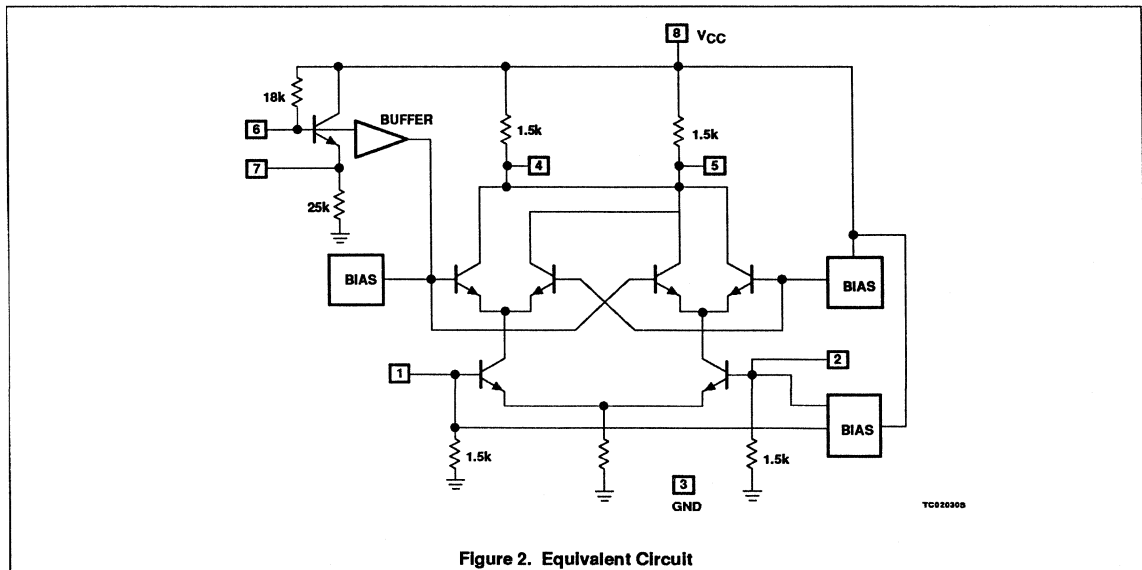 8 VCC
18k
BUFFER
6
1.5k
1.5k
7
4
5
25k
BIAS
BIAS
1
2
BIAS
1.5k
1.5k
3
GND
TC02030S
Figure 2. Equivalent Circuit